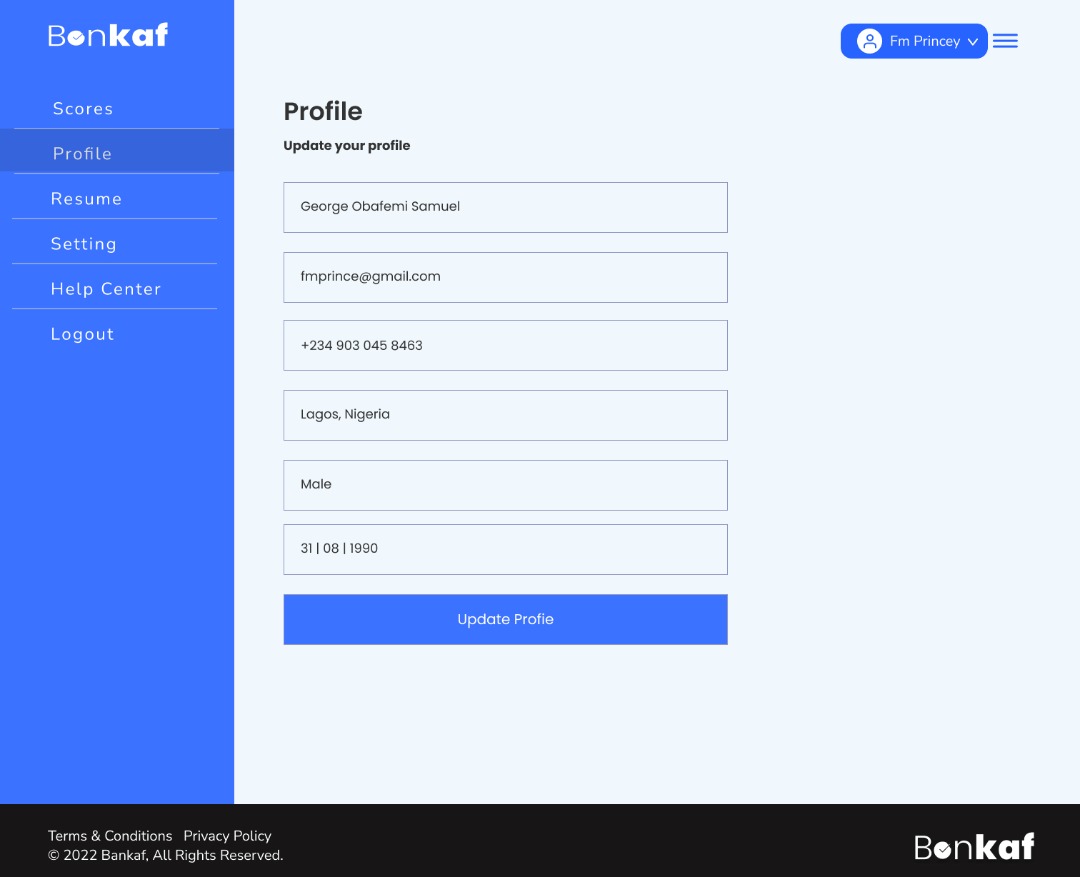 Bonkaf
Fm Princey
Scores
Profile
Resume
Setting
Help Center
Logout
Profile
Update your profile
George Obafemi Samuel
fmprince@gmail.com
+234 903 045 8463
Lagos, Nigeria
Male
31 | 08 | 1990
Update Profie
Terms & Conditions Privacy Policy
© 2022 Bankaf, All Rights Reserved.
Bonkaf